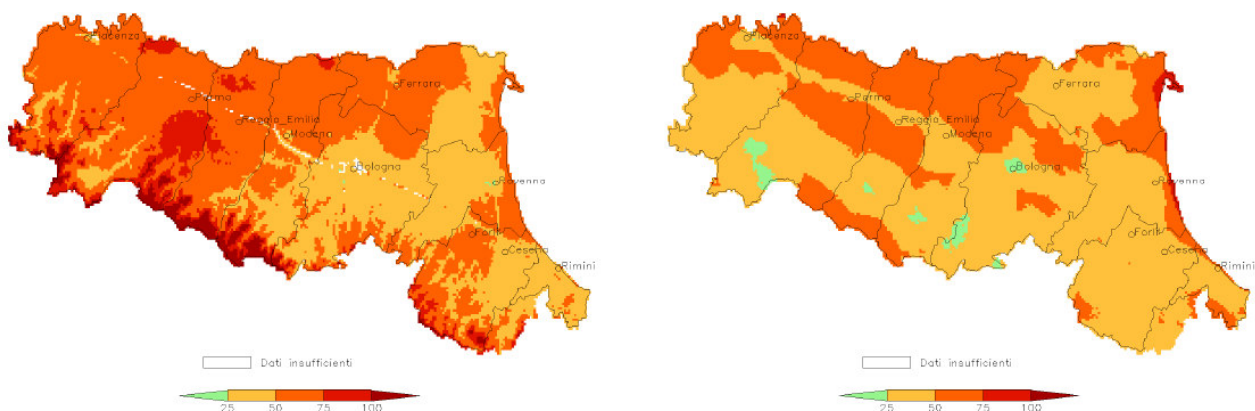 Piacenza
Parma
Reggio_Emilia
Modena
Ferrara
Bologna
Ravenna
Forlì
Cesena
Rimini
Dati insufficienti
25 50 75 100
Piacenza
Parma
Reggio_Emilia
Modena
Ferrara
Bologna
Ravenna
Forlì
Cesena
Rimini
Dati insufficienti
25 50 75 100